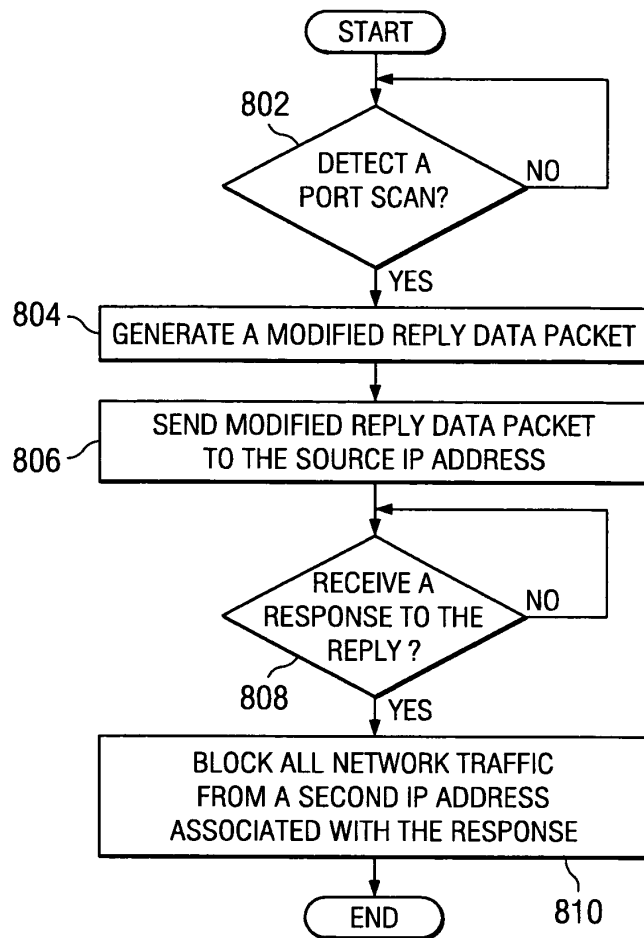 START
802
DETECT A
PORT SCAN?
NO
YES
804
GENERATE A MODIFIED REPLY DATA PACKET
SEND MODIFIED REPLY DATA PACKET
TO THE SOURCE IP ADDRESS
806
RECEIVE A
RESPONSE TO THE
REPLY ?
NO
808
YES
BLOCK ALL NETWORK TRAFFIC
FROM A SECOND IP ADDRESS
ASSOCIATED WITH THE RESPONSE
810
END